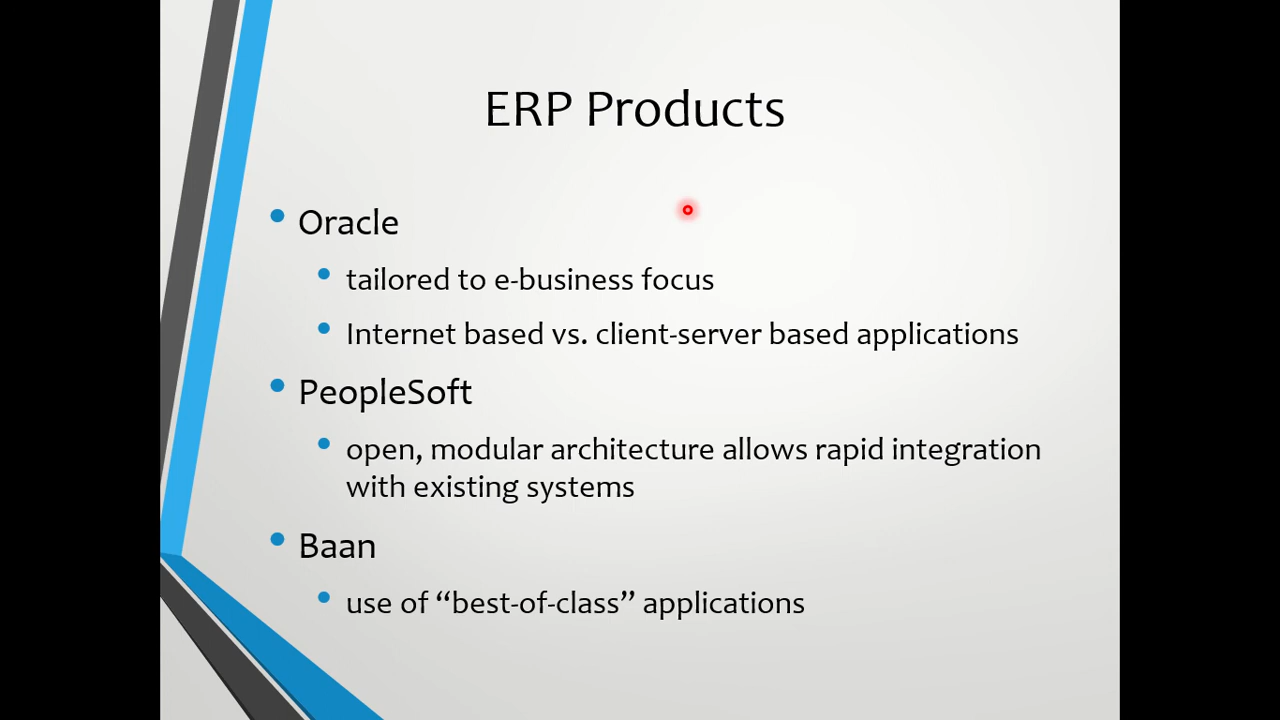 ERP Products
• Oracle
• tailored to e-business focus
• Internet based vs. client-server based applications
• PeopleSoft
• open, modular architecture allows rapid integration
with existing systems
• Baan
• use of “best-of-class” applications